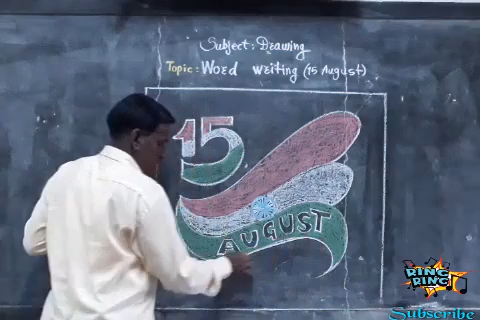 Subject: Drawing
Topic: Word writing (15 August)
15
AUGUST
RING
RING
Subscribe